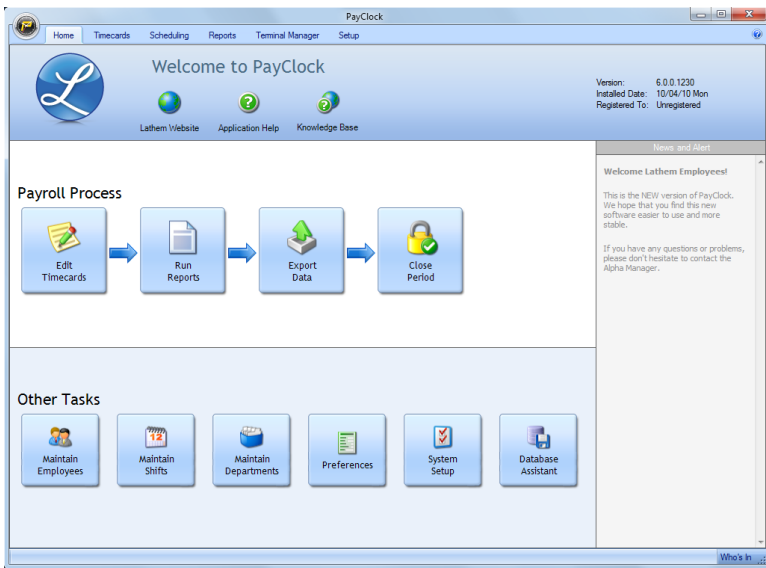 PayClock
Home Timecards Scheduling Reports Terminal Manager Setup
Welcome to PayClock
Lathem Website Application Help Knowledge Base
Version: 6.0.0.1230
Installed Date: 10/04/10 Mon
Registered To: Unregistered
News and Alert
Welcome Lathem Employees!
This is the NEW version of PayClock.
We hope that you find this new
software easier to use and more
stable.
If you have any questions or problems,
please don't hesitate to contact the
Alpha Manager.
Payroll Process
Edit
Timecards
Run
Reports
Export
Data
Close
Period
Other Tasks
12
Maintain
Employees
Maintain
Shifts
Maintain
Departments
Preferences
System
Setup
Database
Assistant
Who's In